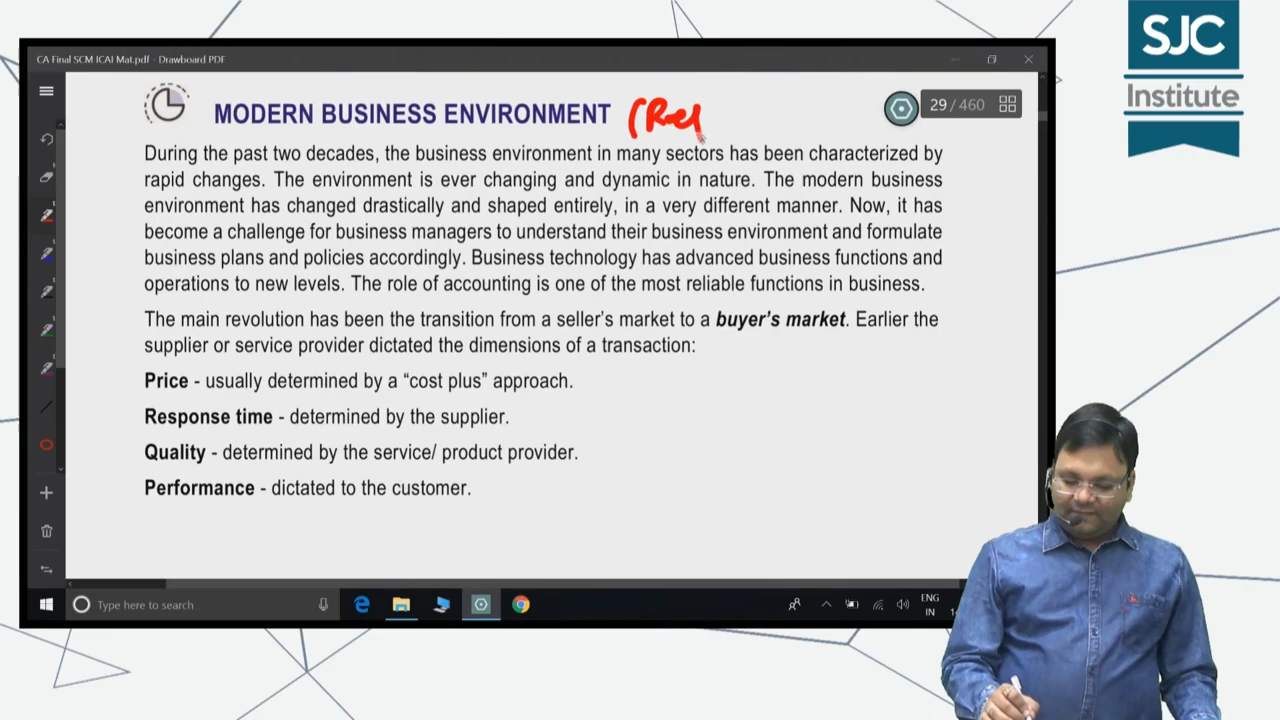 CA Final SCM ICAI Mat.pdf - Drawboard PDF
SJC
Institute
MODERN BUSINESS ENVIRONMENT
29 / 460
During the past two decades, the business environment in many sectors has been characterized by
rapid changes. The environment is ever changing and dynamic in nature. The modern business
environment has changed drastically and shaped entirely, in a very different manner. Now, it has
become a challenge for business managers to understand their business environment and formulate
business plans and policies accordingly. Business technology has advanced business functions and
operations to new levels. The role of accounting is one of the most reliable functions in business.
The main revolution has been the transition from a seller's market to a buyer's market. Earlier the
supplier or service provider dictated the dimensions of a transaction:
Price - usually determined by a “cost plus” approach.
Response time - determined by the supplier.
Quality - determined by the service/ product provider.
Performance - dictated to the customer.
Type here to search
ENG
IN